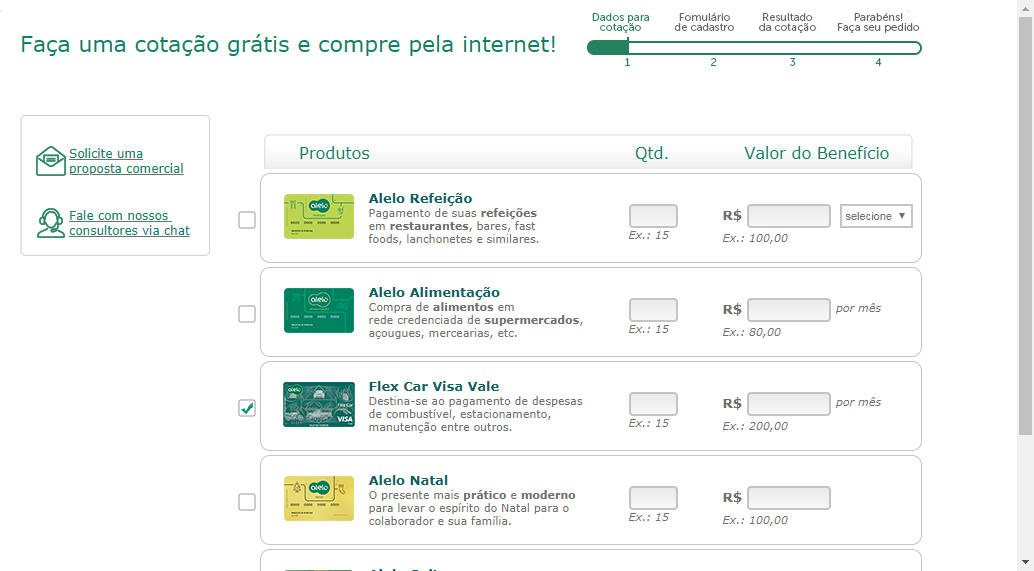 Faça uma cotação grátis e compre pela internet!
Dados para
cotação
Fomulário
de cadastro
Resultado
da cotação
Parabéns!
Faça seu pedido
1
2
3
4
Solicite uma
proposta comercial
Fale com nossos
consultores via chat
Produtos
Qtd.
Valor do Benefício
alelo
Alelo Refeição
Pagamento de suas refeições
em restaurantes, bares, fast
foods, lanchonetes e similares.
Ex.: 15
R$
selecione
Ex.: 100,00
alelo
Alelo Alimentação
Compra de alimentos em
rede credenciada de supermercados,
açougues, mercearias, etc.
Ex.: 15
R$
por mês
Ex.: 80,00
alelo
VISA
Flex Car Visa Vale
Destina-se ao pagamento de despesas
de combustível, estacionamento,
manutenção entre outros.
Ex.: 15
R$
por mês
Ex.: 200,00
alelo
Alelo Natal
O presente mais prático e moderno
para levar o espírito do Natal para o
colaborador e sua família.
Ex.: 15
R$
Ex.: 100,00